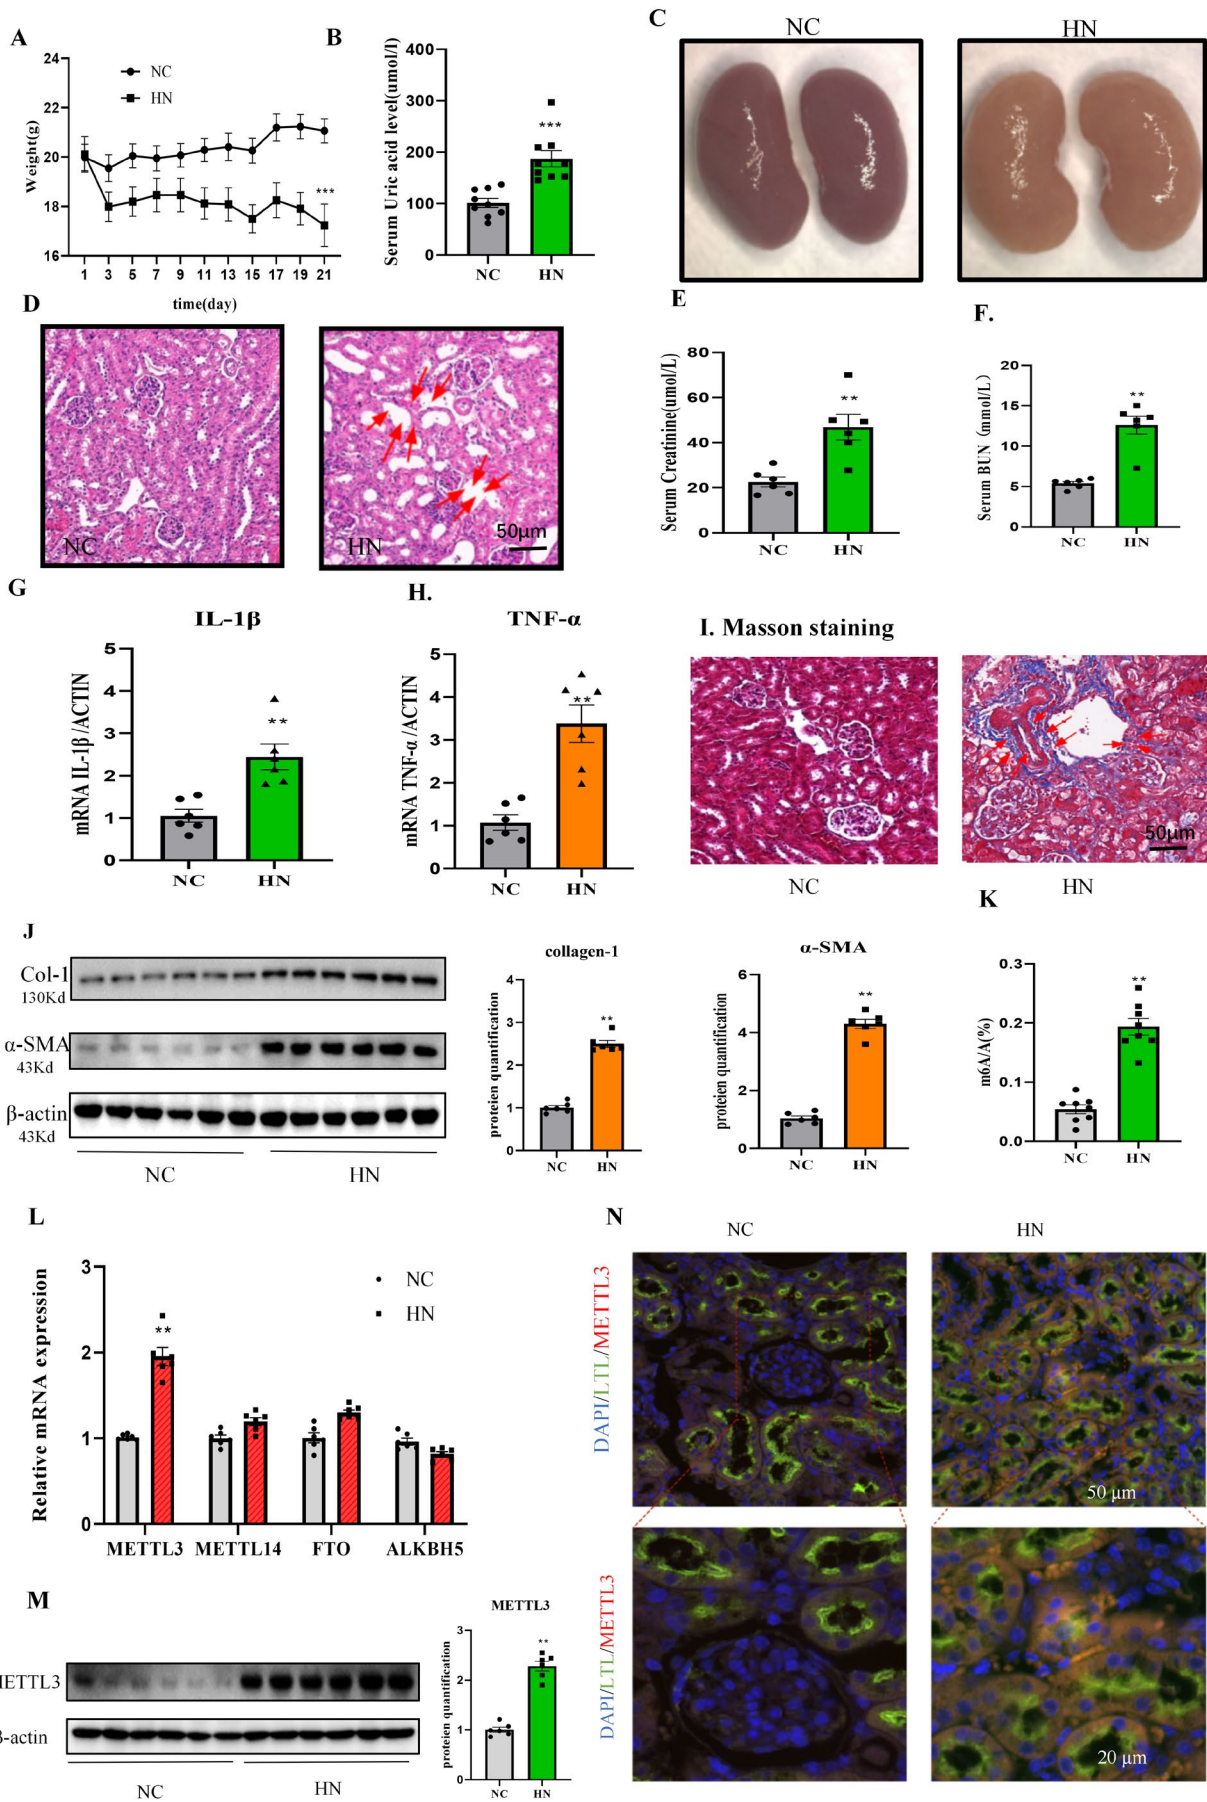 A
24
22
20
18
16
Weight(g)
NC
HN
***
1 3 5 7 9 11 13 15 17 19 21
time(day)
B
400
300
200
100
0
Serum Uric acid level(umol/l)
***
NC HN
C
NC HN
D
NC
HN
50μm
E
80
60
40
20
0
Serum Creatinine(umol/L)
**
NC HN
F.
20
15
10
5
0
Serum BUN (mmol/L)
**
NC HN
G
IL-1β
5
4
3
2
1
0
mRNA IL-1β/ACTIN
**
NC HN
H.
TNF-α
5
4
3
2
1
0
mRNA TNF-α/ACTIN
**
NC HN
I. Masson staining
50μm
NC HN
J
Col-1
130Kd
α-SMA
43Kd
β-actin
43Kd
NC HN
collagen-1
4
3
2
1
0
proteien quantification
**
NC HN
α-SMA
6
4
2
0
proteien quantification
**
NC HN
K
0.3
0.2
0.1
0.0
m6A/A(%)
**
NC HN
L
3
2
1
0
Relative mRNA expression
NC
HN
**
METTL3 METTL14 FTO ALKBH5
M
METTL3
β-actin
NC HN
METTL3
3
2
1
0
proteien quantification
**
NC HN
N
NC HN
DAPI/LTL/METTL3
50 μm
DAPI/LTL/METTL3
20 μm